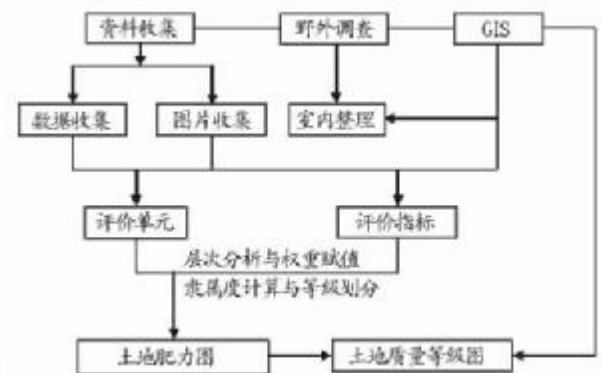 资料收集 野外调查 GIS
数据收集 图片收集 室内整理
评价单元 评价指标
层次分析与权重赋值
隶属度计算与等级划分
土地肥力图 土地质量等级图